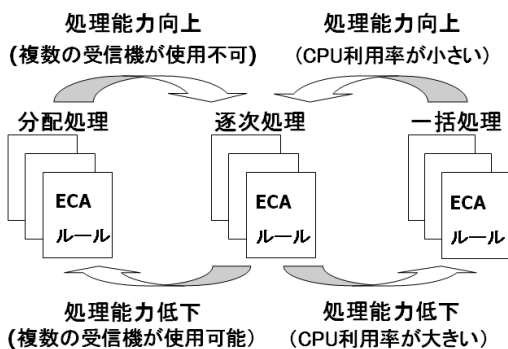 処理能力向上
(複数の受信機が使用不可)
処理能力向上
(CPU利用率が小さい)
分配処理
逐次処理
一括処理
ECA
ルール
ECA
ルール
ECA
ルール
処理能力低下
(複数の受信機が使用可能)
処理能力低下
(CPU利用率が大きい)